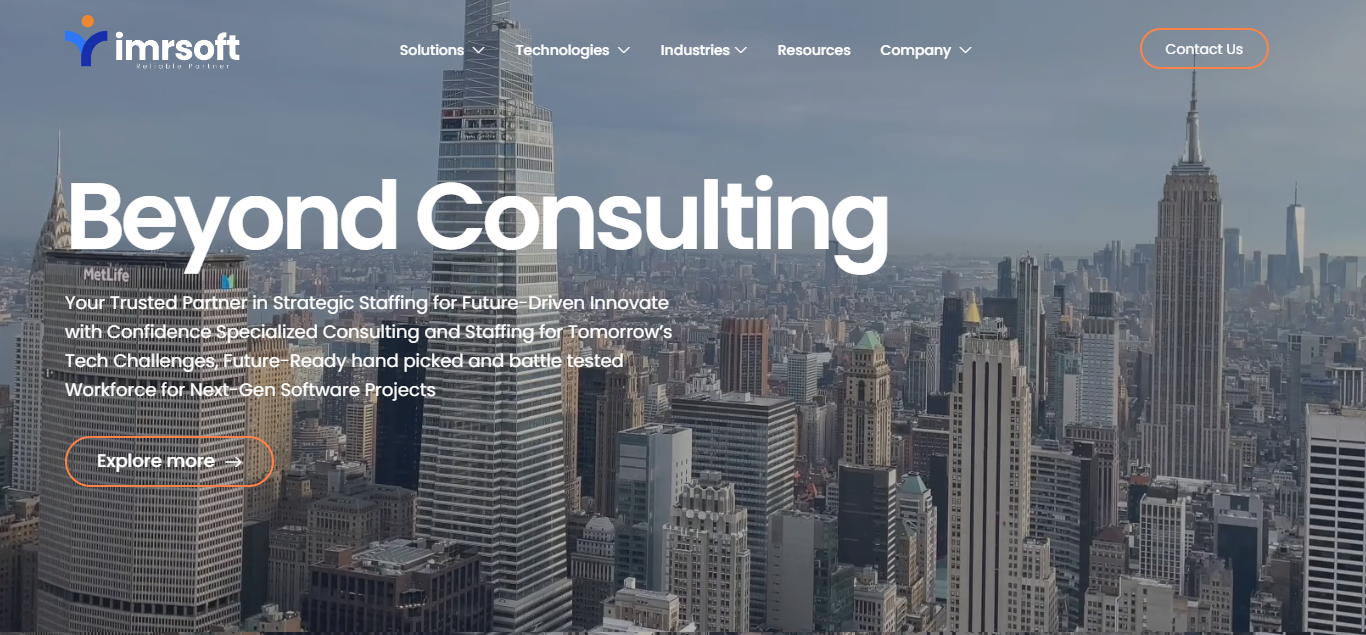 imrsoft
Reliable Partner
Solutions
Technologies
Industries
Resources
Company
Contact Us
Beyond Consulting
MetLife
Your Trusted Partner in Strategic Staffing for Future-Driven Innovate
with Confidence Specialized Consulting and Staffing for Tomorrow’s
Tech Challenges, Future-Ready hand picked and battle tested
Workforce for Next-Gen Software Projects
Explore more →